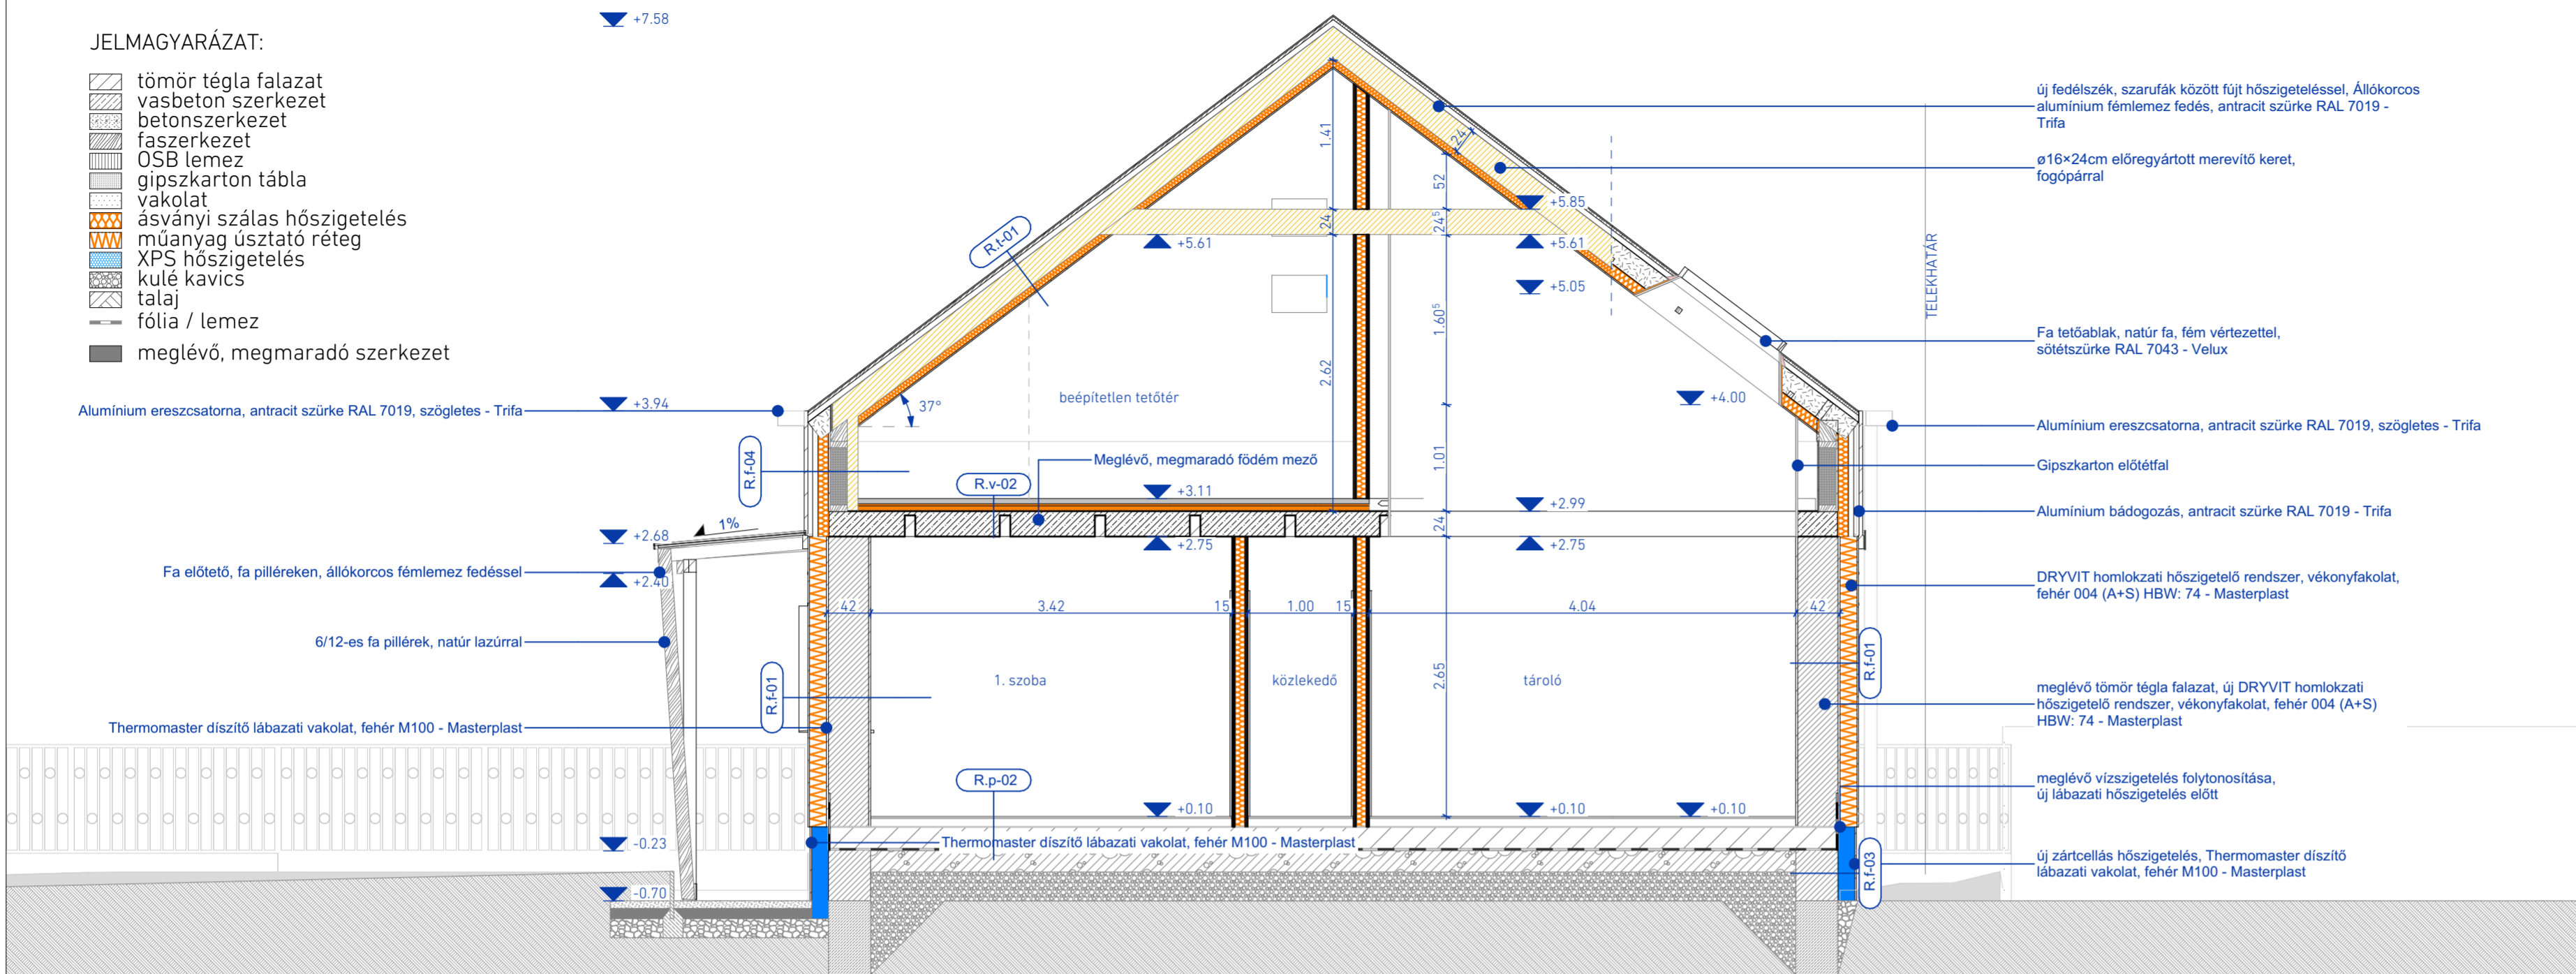 JELMAGYARÁZAT:
tömör tégla falazat
vasbeton szerkezet
betonszerkezet
faszerkezet
OSB lemez
gipszkarton tábla
vakolat
ásványi szálas hőszigetelés
műanyag úsztató réteg
XPS hőszigetelés
kulé kavics
talaj
fólia / lemez
meglévő, megmaradó szerkezet
+7.58
+3.94
+2.68
+2.40
-0.23
-0.70
Alumínium ereszcsatorna, antracit szürke RAL 7019, szögletes - Trifa
Fa előtető, fa pilléreken, állókorcos fémlemez fedéssel
6/12-es fa pillérek, natúr lazúrral
Thermomaster díszítő lábazati vakolat, fehér M100 - Masterplast
1%
R.f-04
R.f-01
R.t-01
37°
beépítetlen tetőtér
Meglévő, megmaradó födém mező
R.v-02
+5.61
+3.11
+2.75
1.41
24
2.62
24
52
24⁵
1.60⁵
1.01
24
2.65
+5.85
+5.61
+5.05
+4.00
+2.99
+2.75
42
3.42
15
1.00
15
4.04
42
1. szoba
közlekedő
tároló
R.p-02
+0.10
+0.10
+0.10
Thermomaster díszítő lábazati vakolat, fehér M100 - Masterplast
R.f-01
R.f-03
TELEKHATÁR
új fedélszék, szarufák között fújt hőszigeteléssel, Állókorcos
alumínium fémlemez fedés, antracit szürke RAL 7019 -
Trifa
ø16×24cm előregyártott merevítő keret,
fogópárral
Fa tetőablak, natúr fa, fém vértezettel,
sötétszürke RAL 7043 - Velux
Alumínium ereszcsatorna, antracit szürke RAL 7019, szögletes - Trifa
Gipszkarton előtétfal
Alumínium bádogozás, antracit szürke RAL 7019 - Trifa
DRYVIT homlokzati hőszigetelő rendszer, vékonyfakolat,
fehér 004 (A+S) HBW: 74 - Masterplast
meglévő tömör tégla falazat, új DRYVIT homlokzati
hőszigetelő rendszer, vékonyfakolat, fehér 004 (A+S)
HBW: 74 - Masterplast
meglévő vízszigetelés folytonosítása,
új lábazati hőszigetelés előtt
új zártcellás hőszigetelés, Thermomaster díszítő
lábazati vakolat, fehér M100 - Masterplast